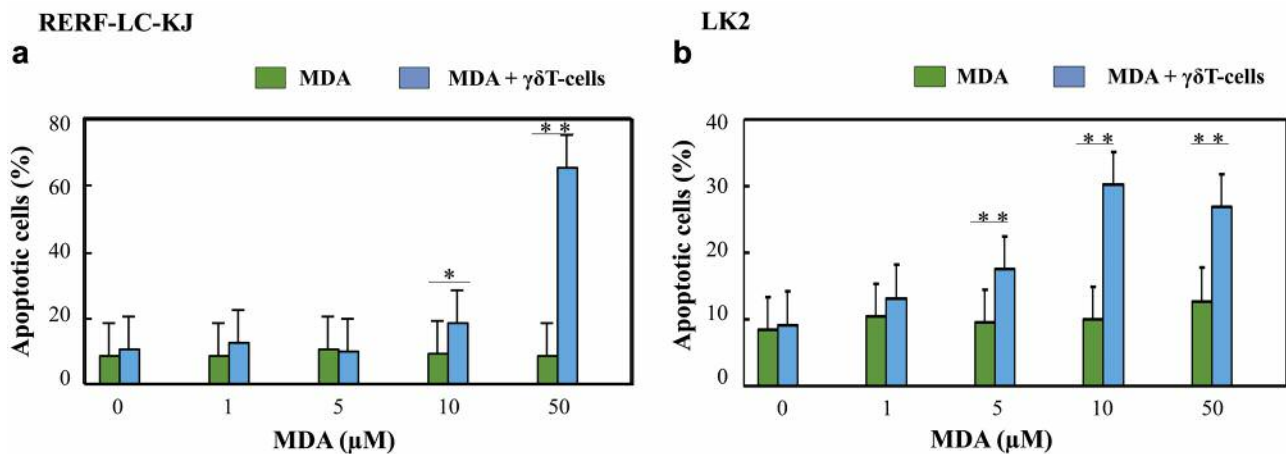 RERF-LC-KJ
a
MDA
MDA + γδT-cells
Apoptotic cells (%)
80
60
40
20
0
* *
*
0 1 5 10 50
MDA (µM)
LK2
b
MDA
MDA + γδT-cells
Apoptotic cells (%)
40
30
20
10
0
* *
* *
* *
0 1 5 10 50
MDA (µM)